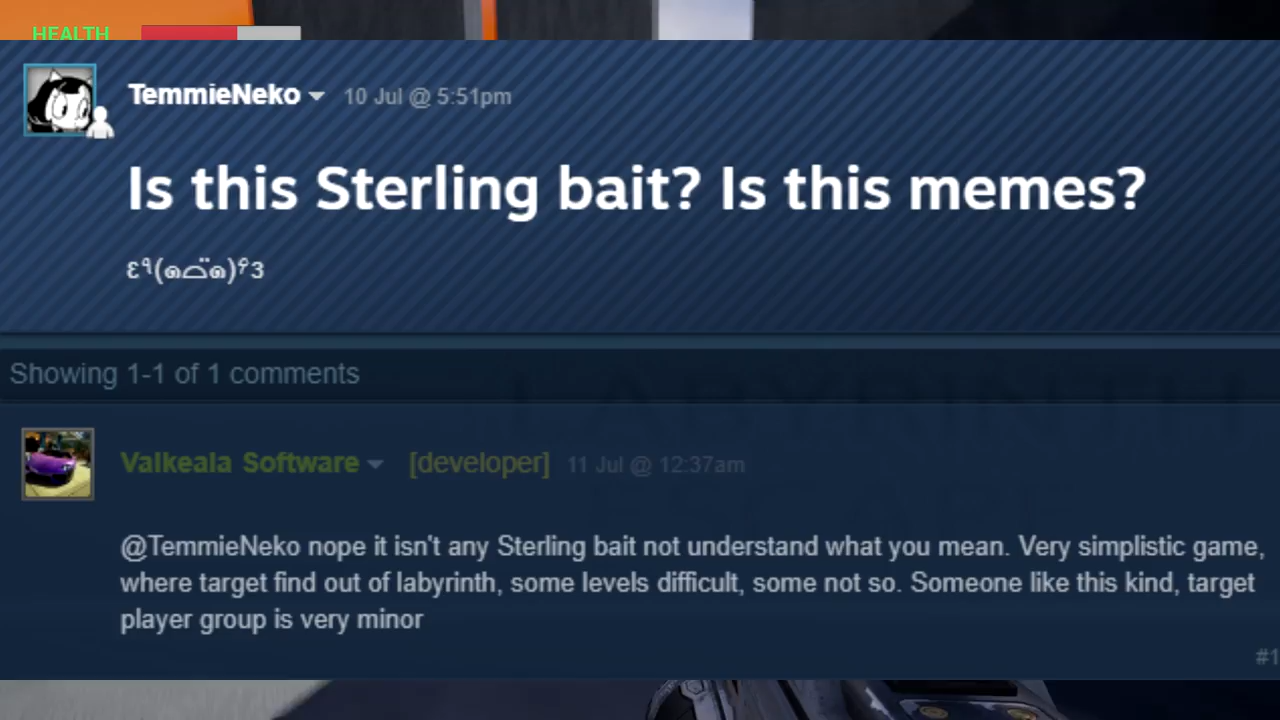 HEALTH
TemmieNeko 10 Jul @ 5:51pm
Is this Sterling bait? Is this memes?
ε٩(๑⌓̈๑)۶з
Showing 1-1 of 1 comments
LABYRINTH
ESCAPE
Valkeala Software [developer] 11 Jul @ 12:37am
@TemmieNeko nope it isn't any Sterling bait not understand what you mean. Very simplistic game,
where target find out of labyrinth, some levels difficult, some not so. Someone like this kind, target
player group is very minor
#1